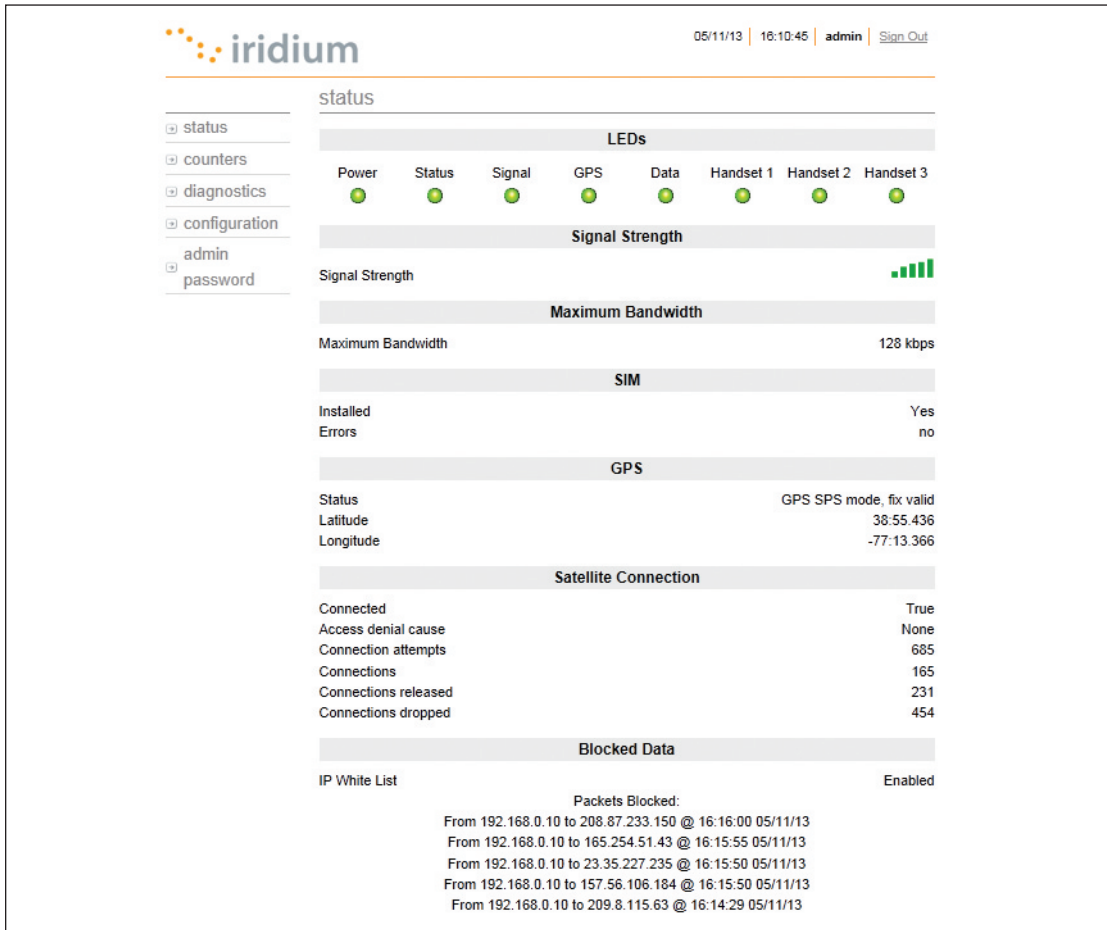 iridium
05/11/13 16:10:45 admin Sign Out
status
counters
diagnostics
configuration
admin
password
status
LEDs
Power Status Signal GPS Data Handset 1 Handset 2 Handset 3
Signal Strength
Signal Strength
Maximum Bandwidth
Maximum Bandwidth 128 kbps
SIM
Installed Yes
Errors no
GPS
Status GPS SPS mode, fix valid
Latitude 38:55.436
Longitude -77:13.366
Satellite Connection
Connected True
Access denial cause None
Connection attempts 685
Connections 165
Connections released 231
Connections dropped 454
Blocked Data
IP White List Enabled
Packets Blocked:
From 192.168.0.10 to 208.87.233.150 @ 16:16:00 05/11/13
From 192.168.0.10 to 165.254.51.43 @ 16:15:55 05/11/13
From 192.168.0.10 to 23.35.227.235 @ 16:15:50 05/11/13
From 192.168.0.10 to 157.56.106.184 @ 16:15:50 05/11/13
From 192.168.0.10 to 209.8.115.63 @ 16:14:29 05/11/13